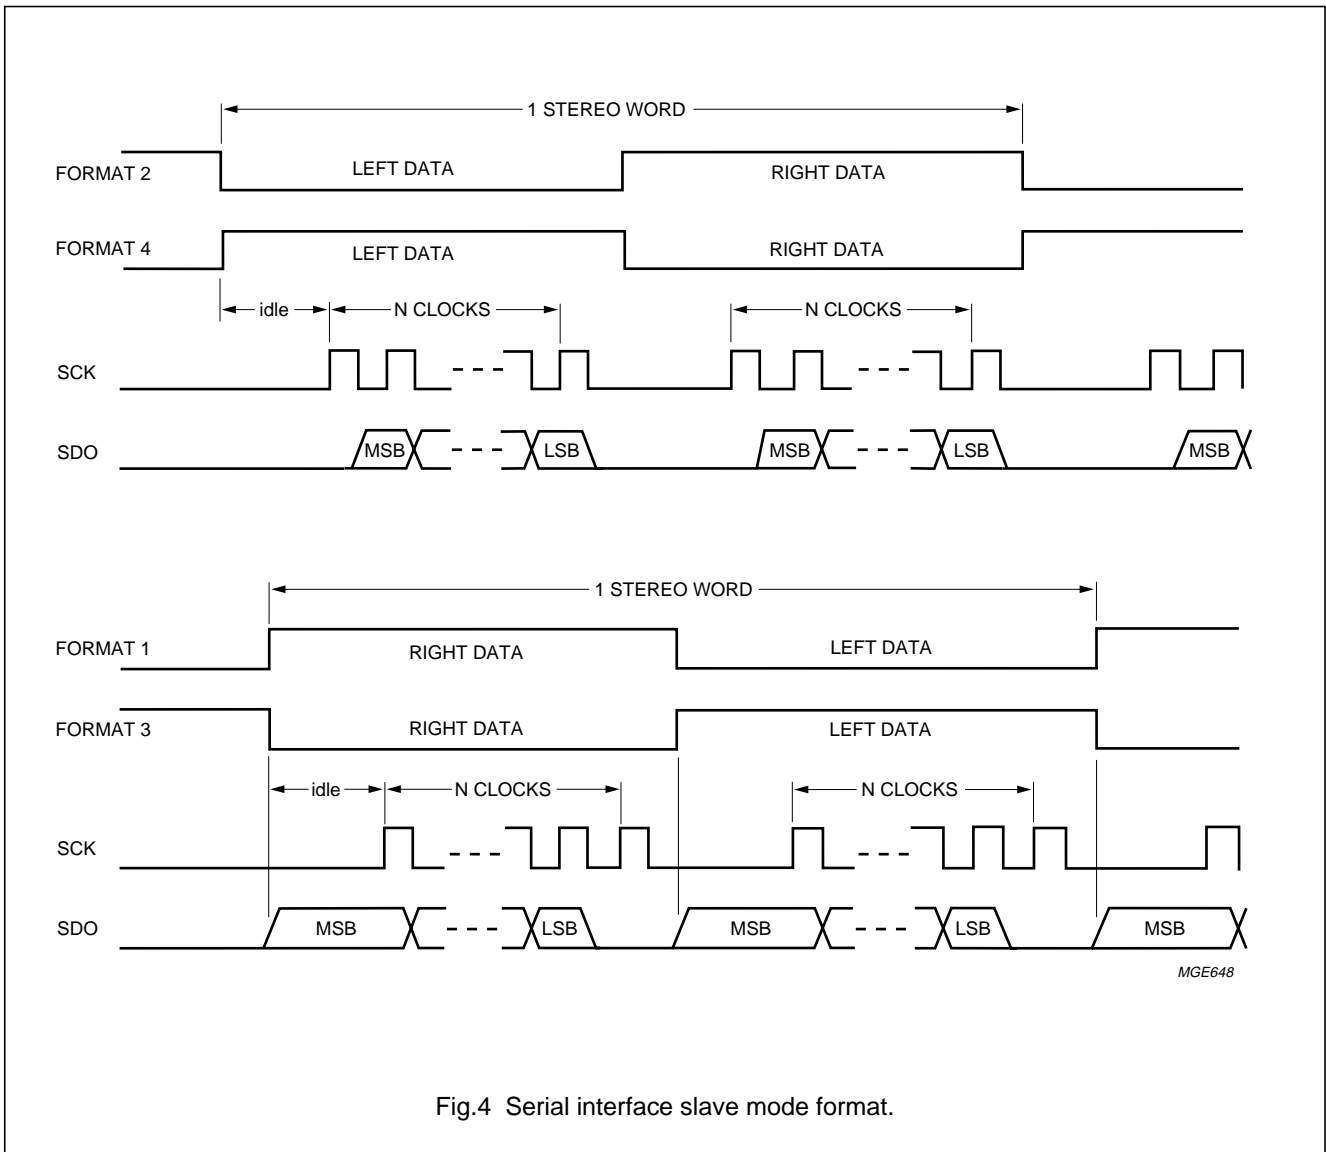 1 STEREO WORD
FORMAT 2
LEFT DATA
RIGHT DATA
FORMAT 4
LEFT DATA
RIGHT DATA
idle
N CLOCKS
N CLOCKS
SCK
SDO
MSB
LSB
MSB
LSB
MSB
1 STEREO WORD
FORMAT 1
RIGHT DATA
LEFT DATA
FORMAT 3
RIGHT DATA
LEFT DATA
idle
N CLOCKS
N CLOCKS
SCK
SDO
MSB
LSB
MSB
LSB
MSB
MGE648
Fig.4 Serial interface slave mode format.